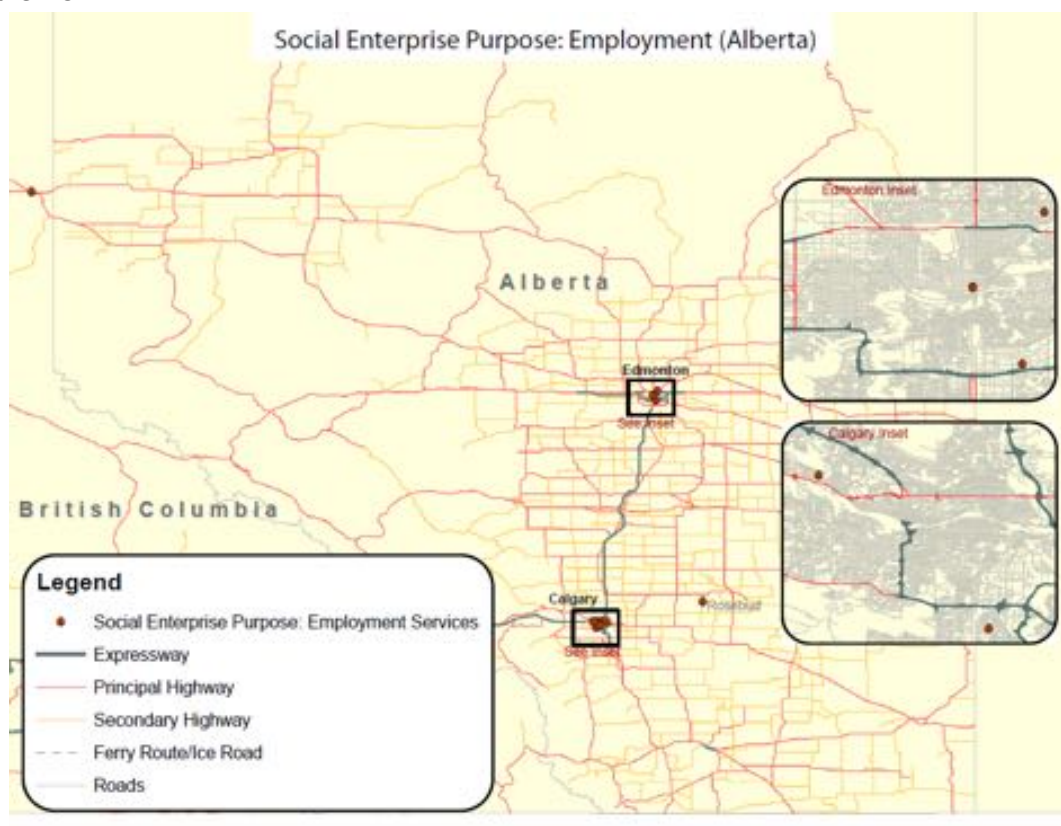 Social Enterprise Purpose: Employment (Alberta)
Edmonton Inset
Alberta
Edmonton
See Inset
Calgary Inset
British Columbia
Calgary
Rosebud
See Inset
Legend
Social Enterprise Purpose: Employment Services
Expressway
Principal Highway
Secondary Highway
Ferry Route/Ice Road
Roads